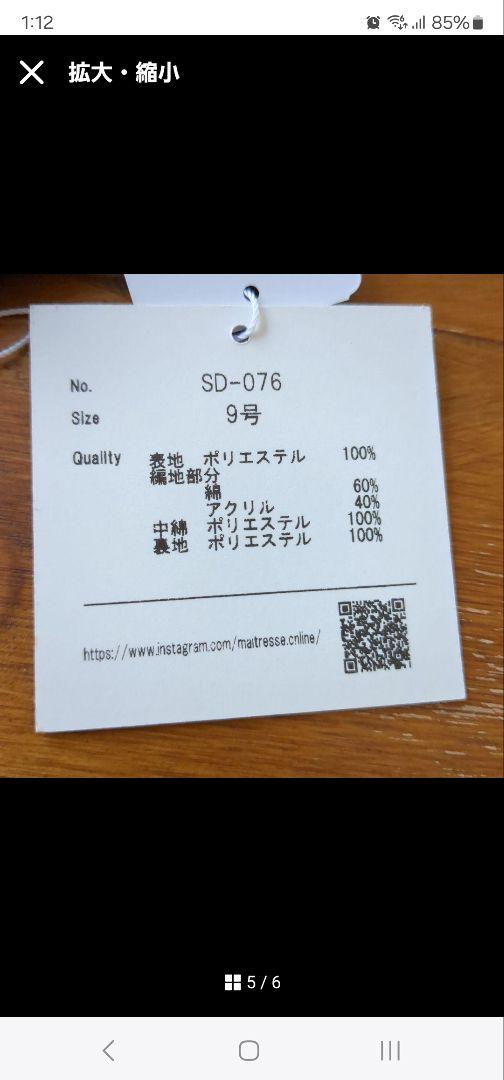 1:12
85%
拡大・縮小
No. SD-076
Size 9号
Quality 表地 ポリエステル 100%
編地部分
綿 60%
アクリル 40%
中綿 ポリエステル 100%
裏地 ポリエステル 100%
https://www.instagram.com/maitresse.online/
5 / 6